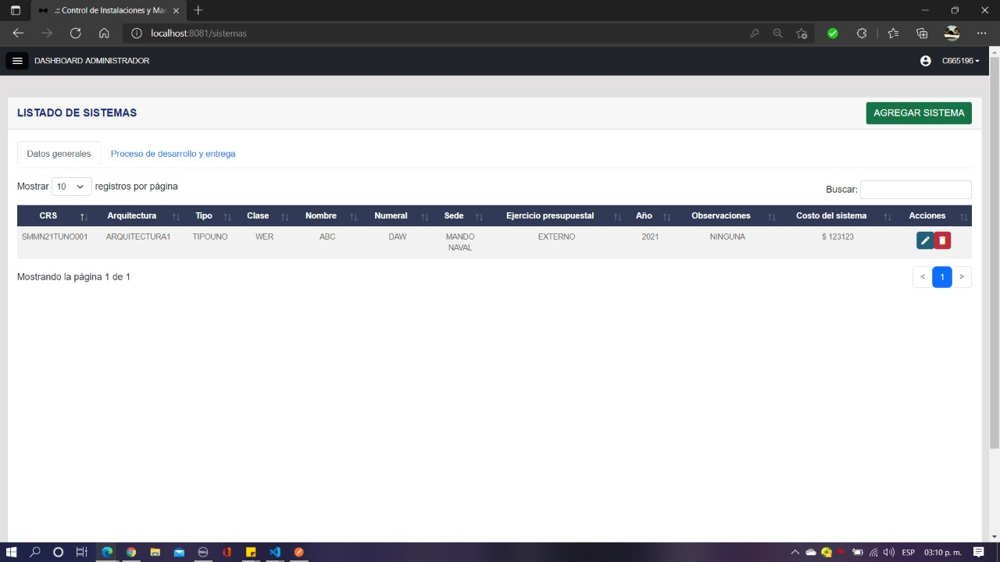 .:: Control de Instalaciones y Man
localhost:8081/sistemas
DASHBOARD ADMINISTRADOR
C665196
LISTADO DE SISTEMAS
AGREGAR SISTEMA
Datos generales
Proceso de desarrollo y entrega
Mostrar 10 registros por página
Buscar:
CRS Arquitectura Tipo Clase Nombre Numeral Sede Ejercicio presupuestal Año Observaciones Costo del sistema Acciones
SMMN21TUNO001 ARQUITECTURA1 TIPOUNO WER ABC DAW MANDO EXTERNO 2021 NINGUNA $ 123123
NAVAL
Mostrando la página 1 de 1
< 1 >
ESP 03:10 p. m.